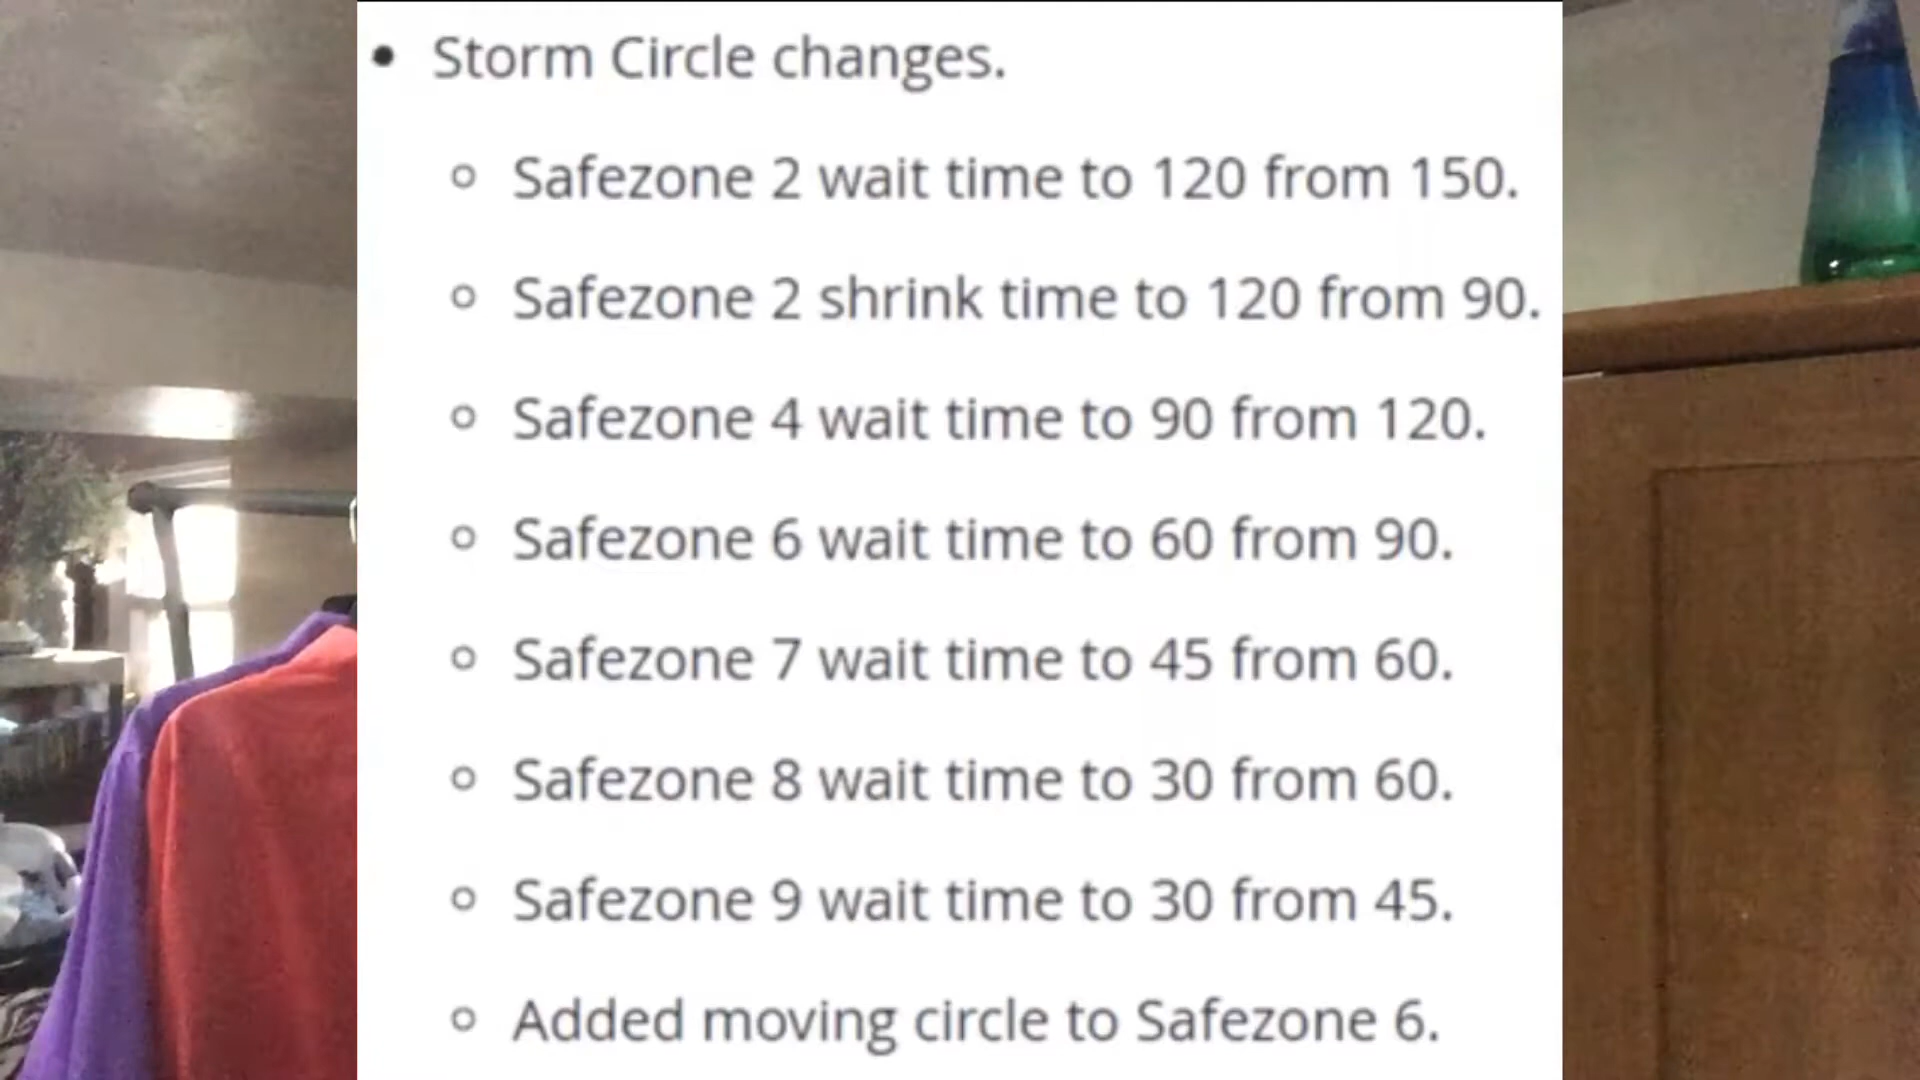 Storm Circle changes.
Safezone 2 wait time to 120 from 150.
Safezone 2 shrink time to 120 from 90.
Safezone 4 wait time to 90 from 120.
Safezone 6 wait time to 60 from 90.
Safezone 7 wait time to 45 from 60.
Safezone 8 wait time to 30 from 60.
Safezone 9 wait time to 30 from 45.
Added moving circle to Safezone 6.